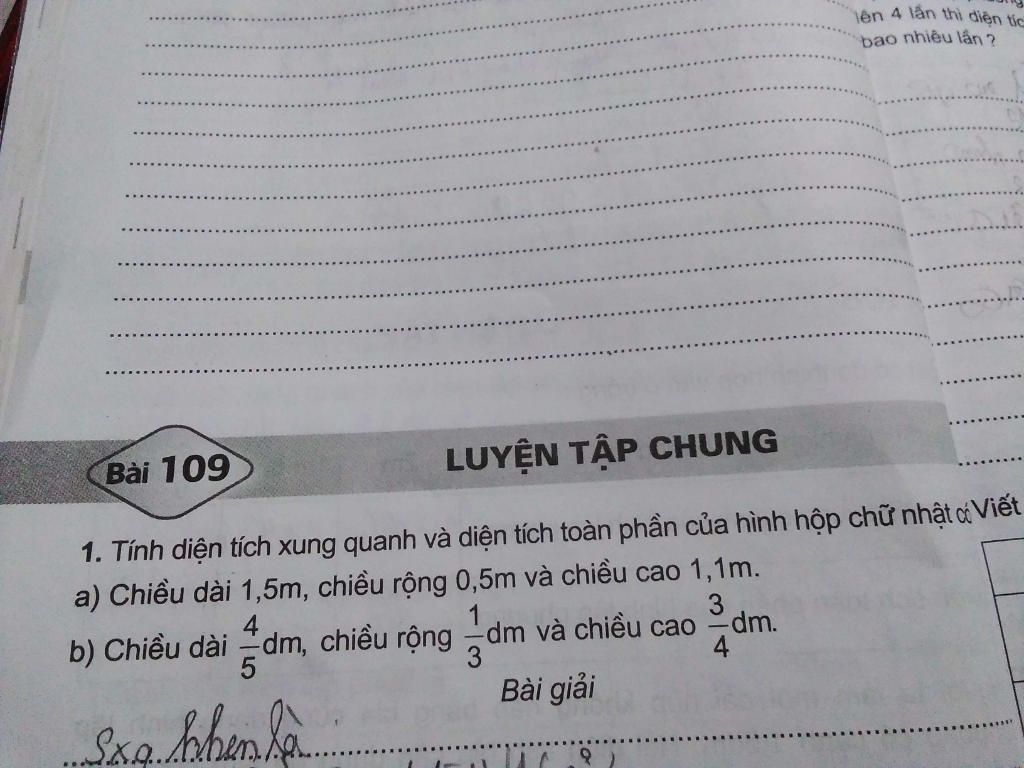 lên 4 lần thì diện
bao nhiêu lần ?
Bài 109
LUYỆN TẬP CHUNG
1. Tính diện tích xung quanh và diện tích toàn phần của hình hộp chữ nhật có
Viết
a) Chiều dài 1,5m, chiều rộng 0,5m và chiều cao 1,1m.
b) Chiều dài 4/5 dm, chiều rộng 1/3 dm và chiều cao 3/4 dm.
Bài giải
Sxq là